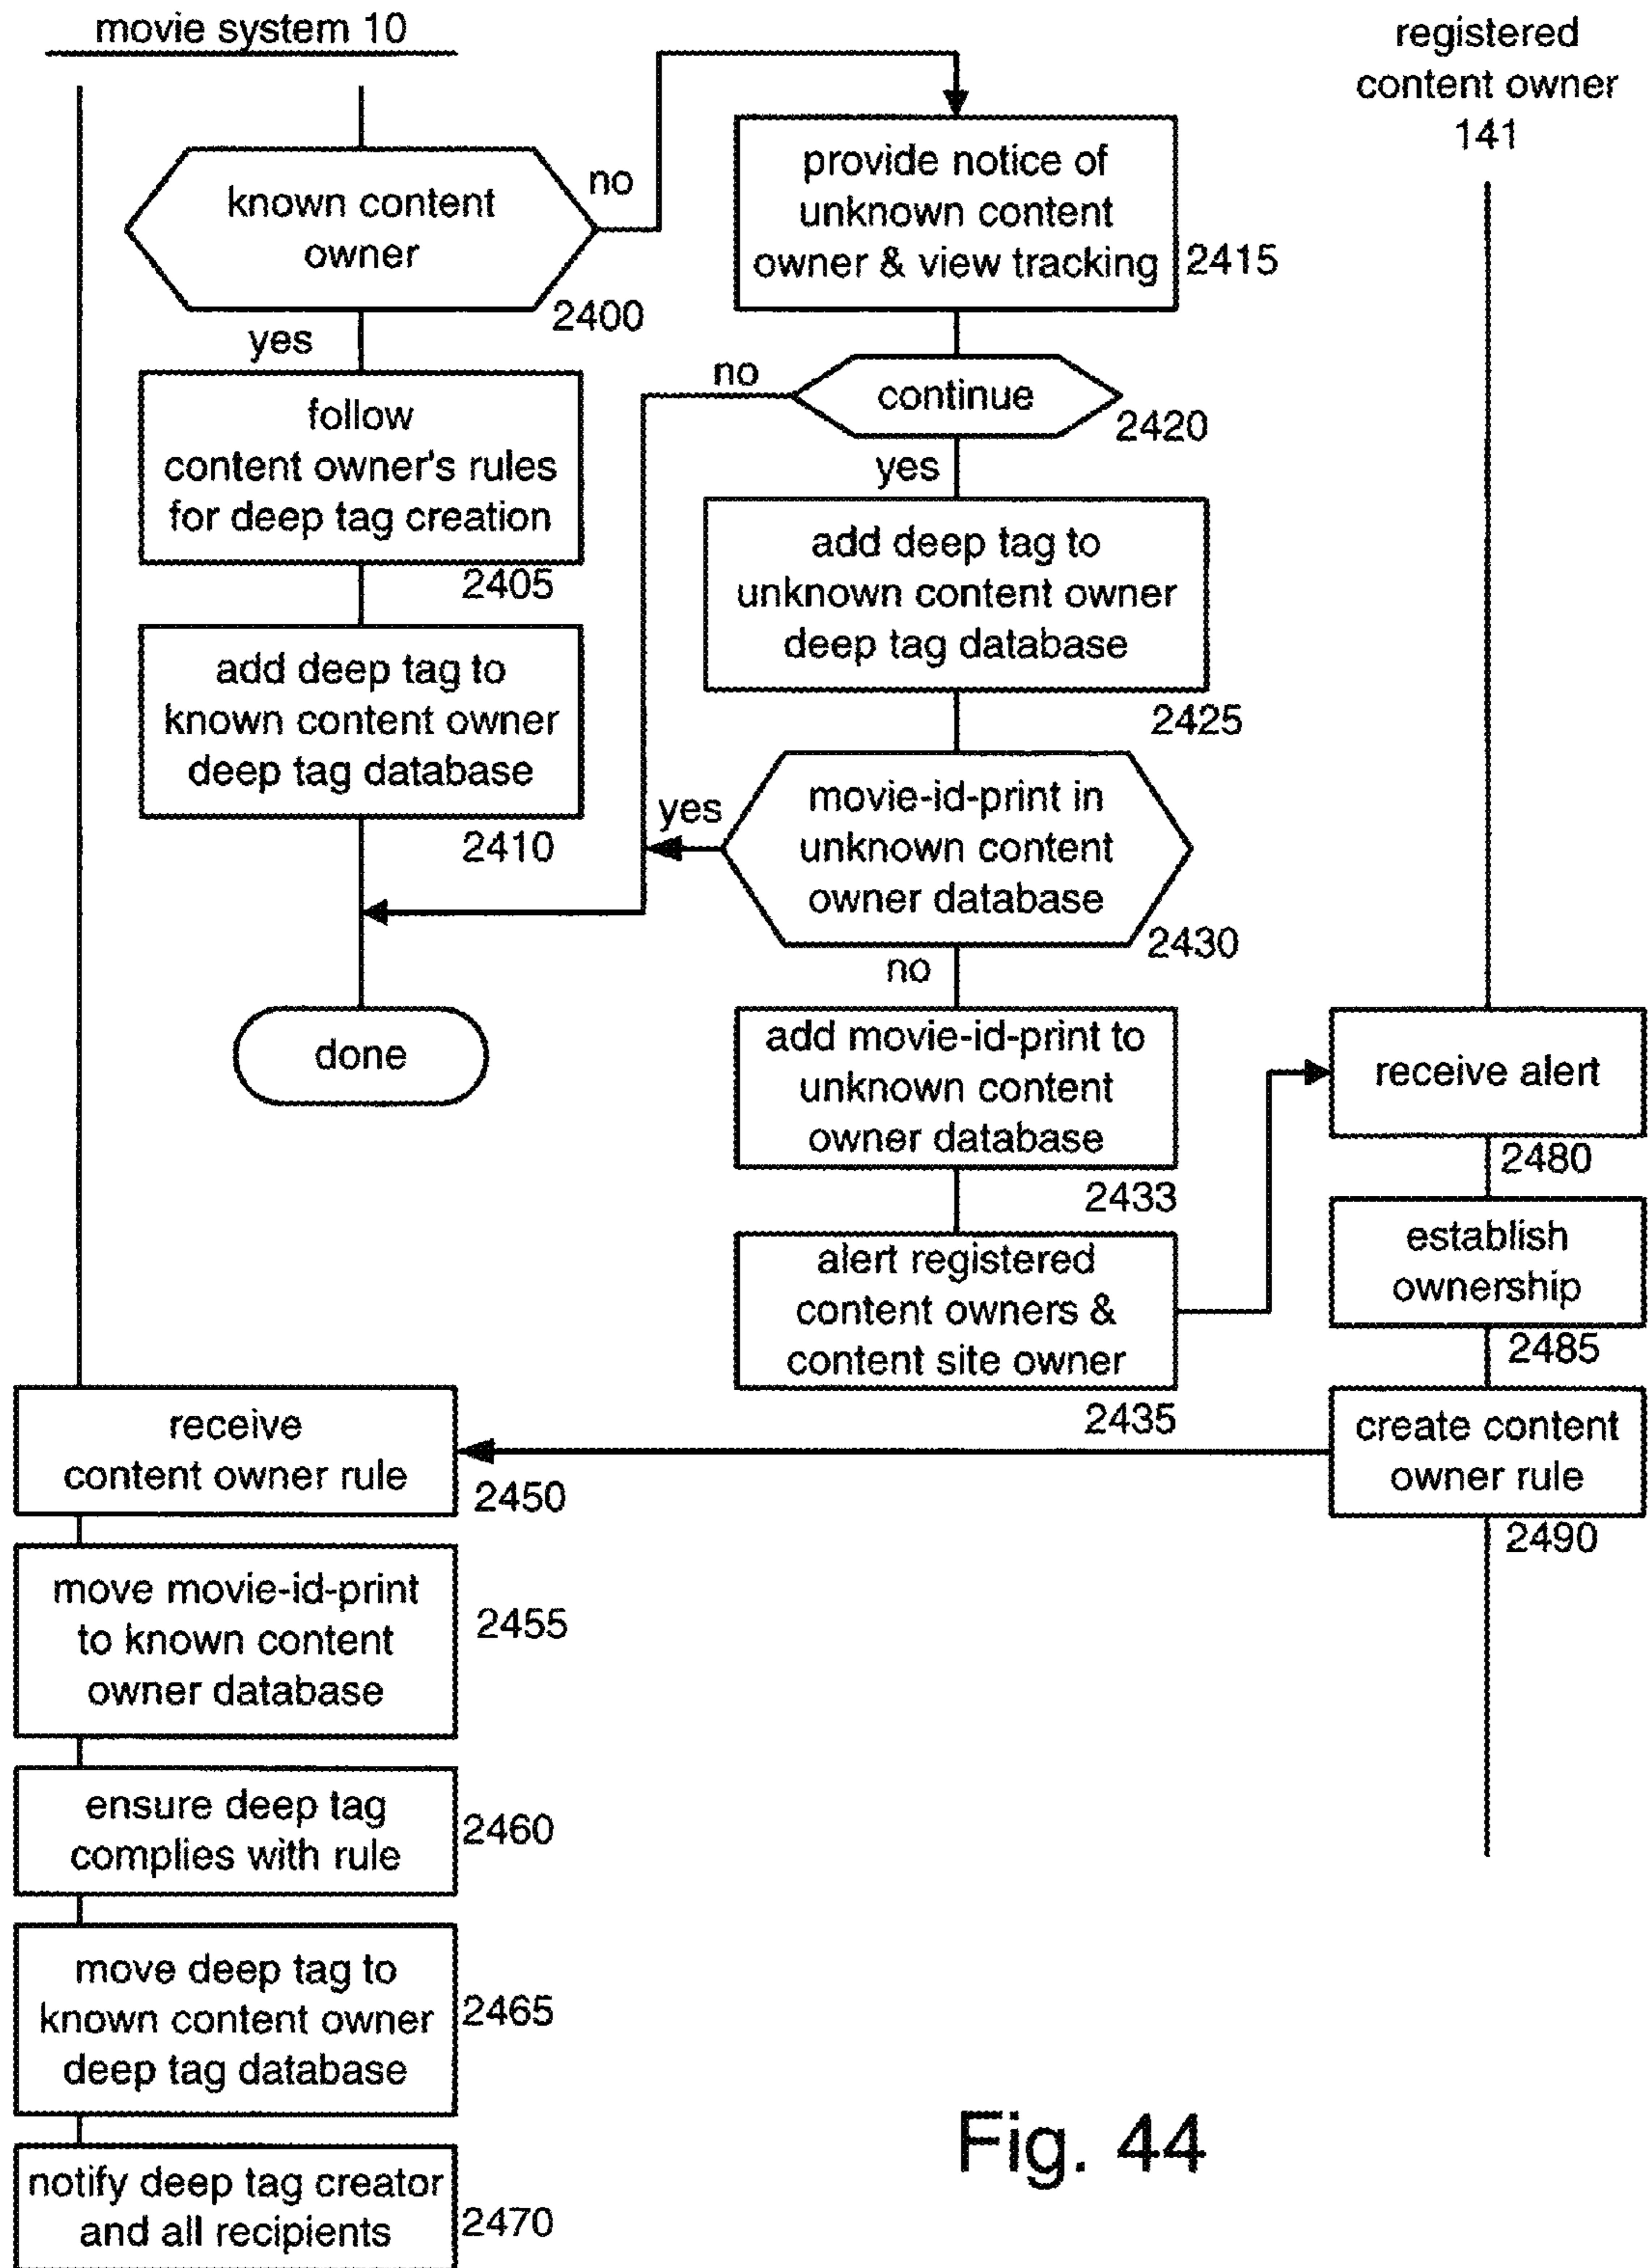 movie system 10
registered
content owner
141
known content
owner
no
2400
yes
provide notice of
unknown content
owner & view tracking
2415
follow
content owner's rules
for deep tag creation
2405
no
continue
2420
yes
add deep tag to
known content owner
deep tag database
2410
add deep tag to
unknown content owner
deep tag database
2425
yes
movie-id-print in
unknown content
owner database
2430
no
done
add movie-id-print to
unknown content
owner database
2433
receive alert
2480
alert registered
content owners &
content site owner
2435
establish
ownership
2485
create content
owner rule
2490
receive
content owner rule
2450
move movie-id-print
to known content
owner database
2455
ensure deep tag
complies with rule
2460
move deep tag to
known content owner
deep tag database
2465
notify deep tag creator
and all recipients
2470
Fig. 44